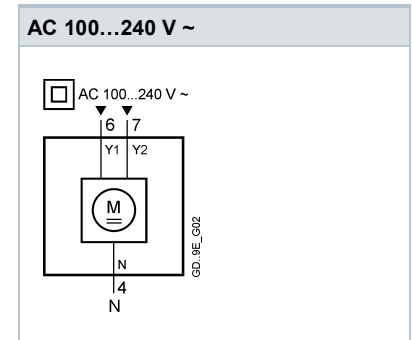 AC 100…240 V ~
AC 100...240 V ~
6 7
Y1 Y2
M
N
4
N
GD..9E_G02